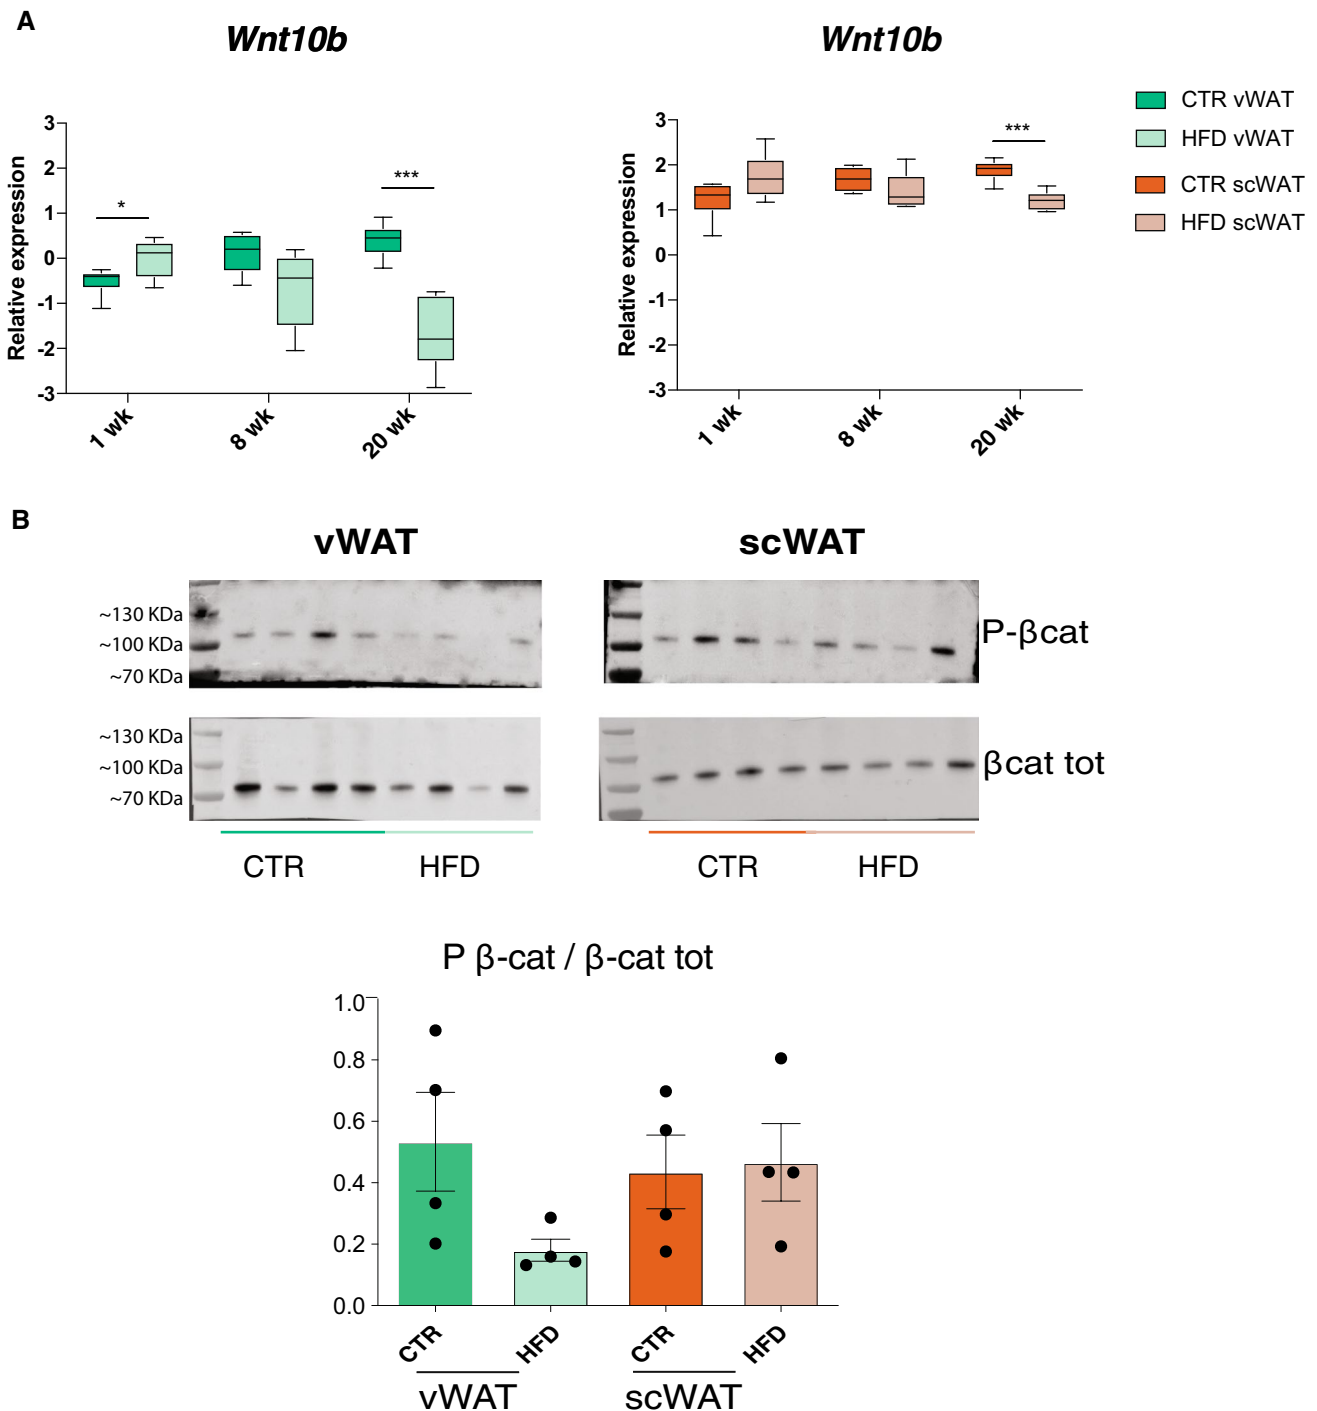 A
Wnt10b
Wnt10b
CTR vWAT
HFD vWAT
CTR scWAT
HFD scWAT
Relative expression
3
2
1
0
-1
-2
-3
*
***
1 wk
8 wk
20 wk
Relative expression
3
2
1
0
-1
-2
-3
***
1 wk
8 wk
20 wk
B
vWAT
scWAT
~130 KDa
~100 KDa
~70 KDa
P-βcat
~130 KDa
~100 KDa
~70 KDa
βcat tot
CTR
HFD
CTR
HFD
P β-cat / β-cat tot
1.0
0.8
0.6
0.4
0.2
0.0
CTR
HFD
CTR
HFD
vWAT
scWAT